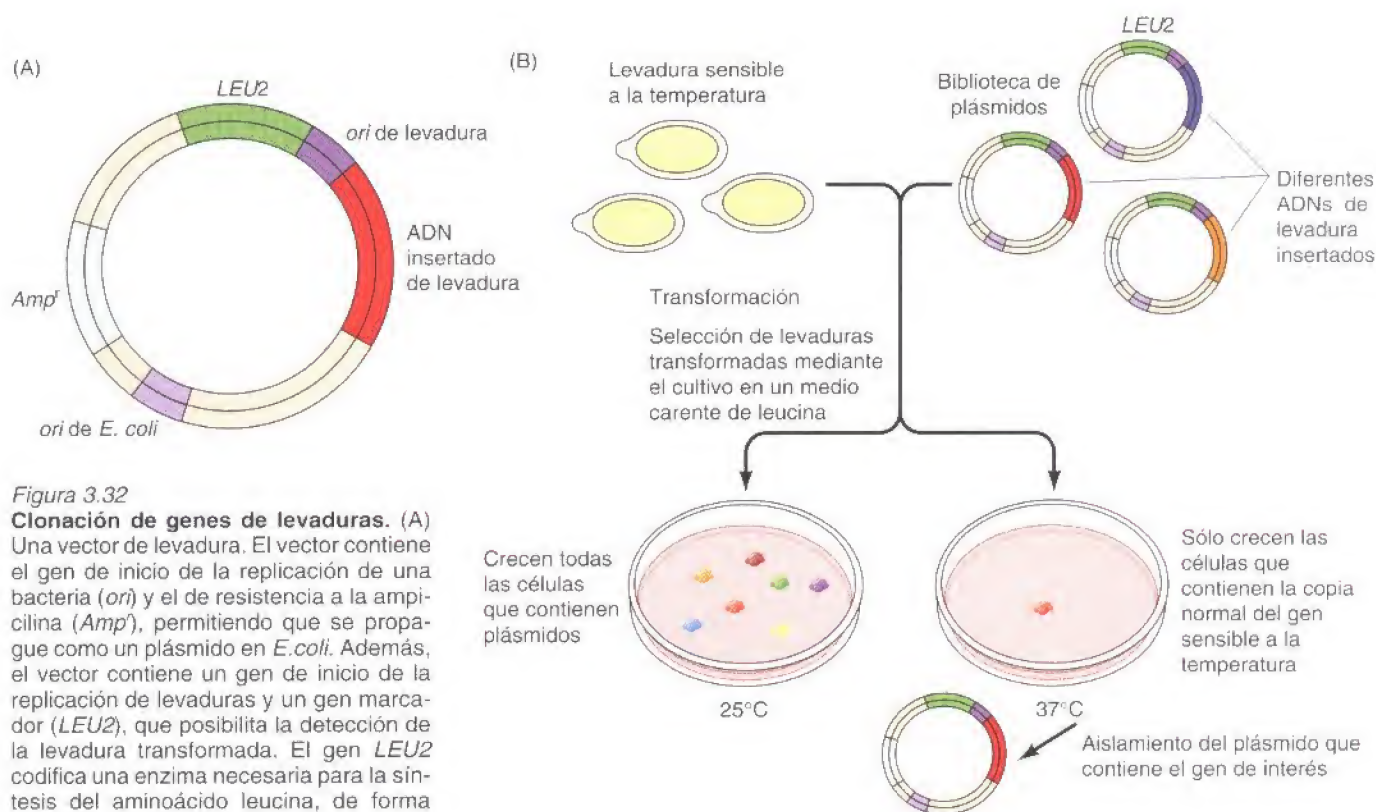 (A)
LEU2
ori de levadura
ADN
insertado
de levadura
Ampʳ
ori de E. coli
Figura 3.32
Clonación de genes de levaduras. (A)
Una vector de levadura. El vector contiene
el gen de inicio de la replicación de una
bacteria (ori) y el de resistencia a la ampi-
cilina (Ampʳ), permitiendo que se propa-
gue como un plásmido en E.coli. Además,
el vector contiene un gen de inicio de la
replicación de levaduras y un gen marca-
dor (LEU2), que posibilita la detección de
la levadura transformada. El gen LEU2
codifica una enzima necesaria para la sín-
tesis del aminoácido leucina, de forma
(B)
Levadura sensible
a la temperatura
Biblioteca de
plásmidos
LEU2
Diferentes
ADNs de
levadura
insertados
Transformación
Selección de levaduras
transformadas mediante
el cultivo en un medio
carente de leucina
Crecen todas
las células
que contienen
plásmidos
25°C
Sólo crecen las
células que
contienen la copia
normal del gen
sensible a la
temperatura
37°C
Aislamiento del plásmido que
contiene el gen de interés